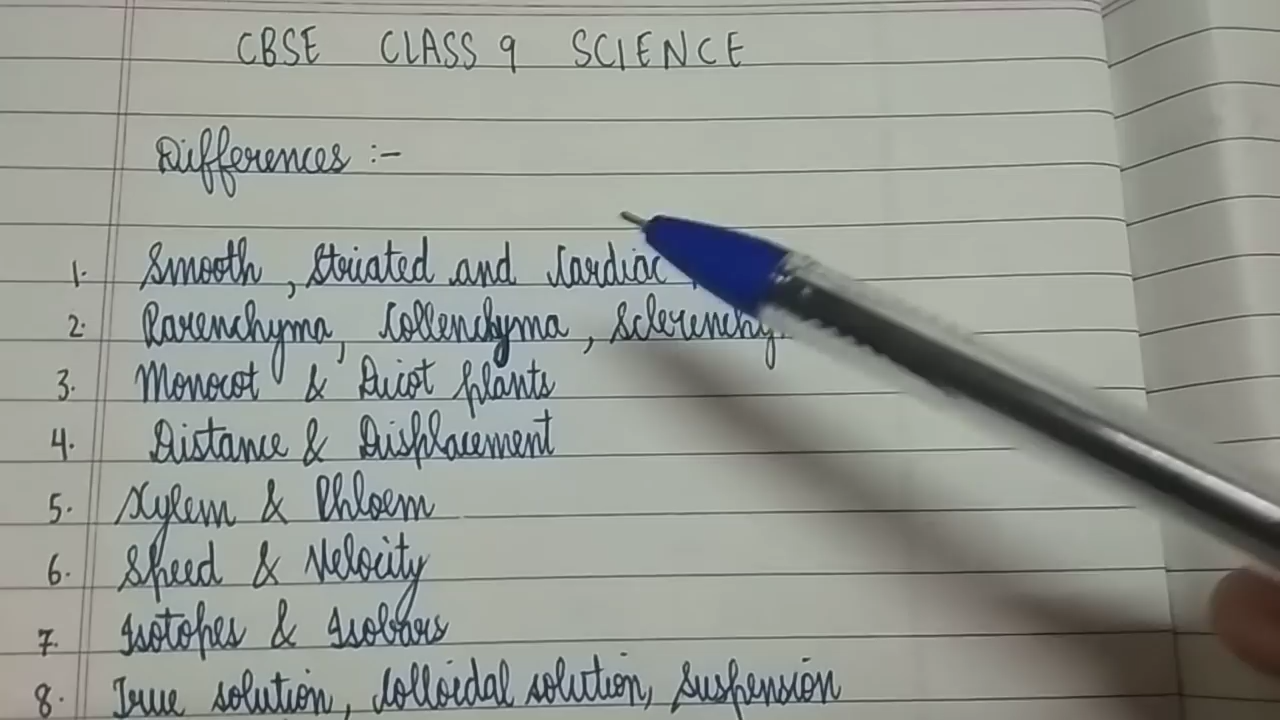 CBSE CLASS 9 SCIENCE
Differences :-
1. Smooth, Striated and Cardiac
2. Parenchyma, Collenchyma, Sclerenchy
3. Monocot & Dicot plants
4. Distance & Displacement
5. Xylem & Phloem
6. Speed & Velocity
7. Isotopes & Isobars
8. True solution, Colloidal solution, Suspension